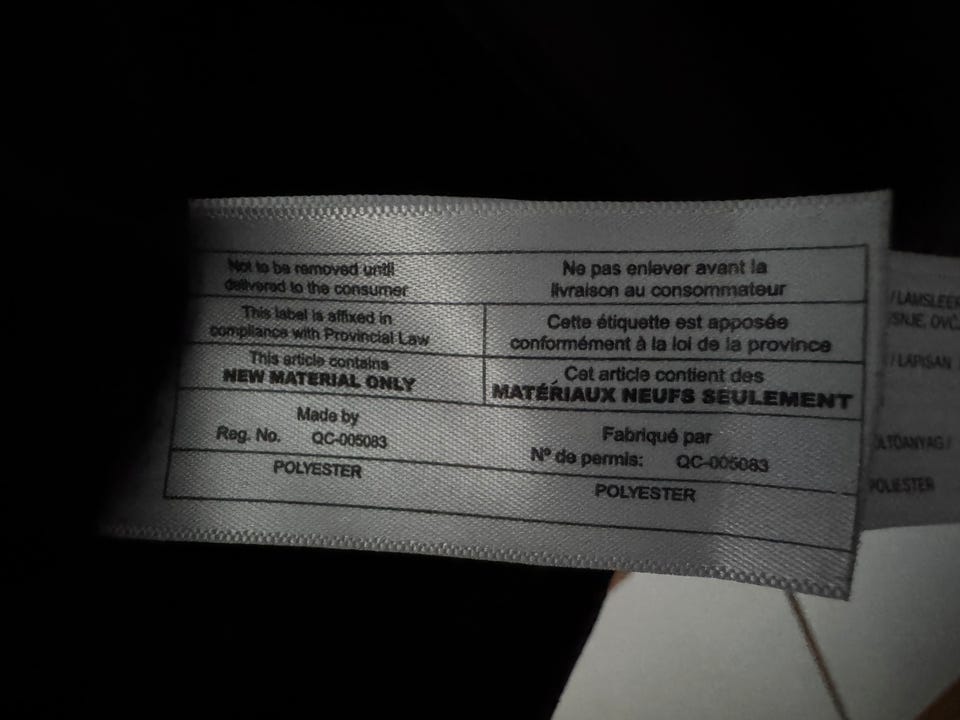 Not to be removed until
delivered to the consumer
Ne pas enlever avant la
livraison au consommateur
This label is affixed in
compliance with Provincial Law
Cette étiquette est apposée
conformément à la loi de la province
This article contains
NEW MATERIAL ONLY
Cet article contient des
MATÉRIAUX NEUFS SEULEMENT
Made by
Reg. No. QC-005083
Fabriqué par
Nº de permis: QC-005083
POLYESTER
POLYESTER
/ LAPISAN
POLIESTER